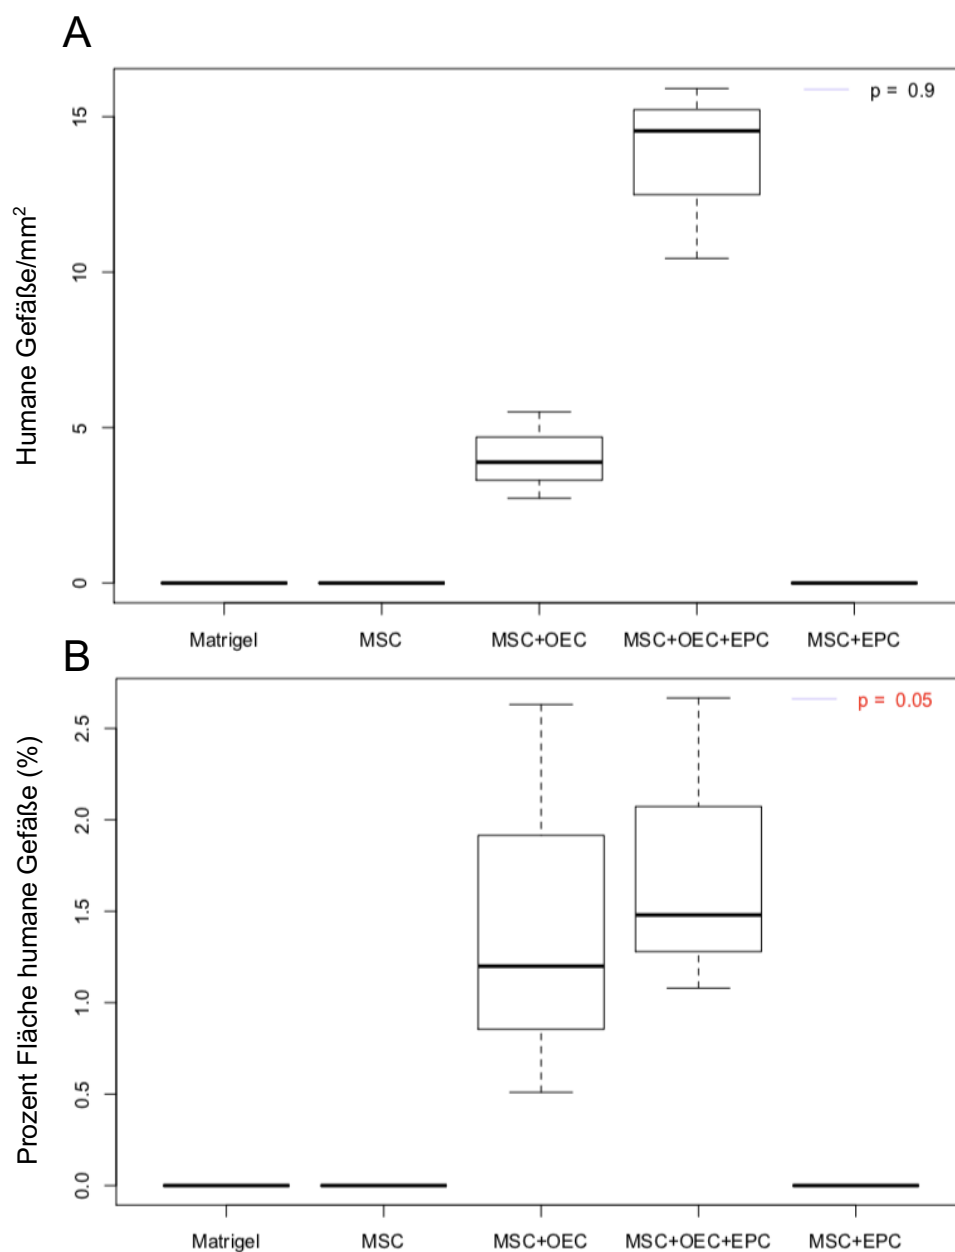 A
Humane Gefäße/mm²
15
10
5
0
p = 0.9
Matrigel MSC MSC+OEC MSC+OEC+EPC MSC+EPC
B
Prozent Fläche humane Gefäße (%)
2.5
2.0
1.5
1.0
0.5
0.0
p = 0.05
Matrigel MSC MSC+OEC MSC+OEC+EPC MSC+EPC